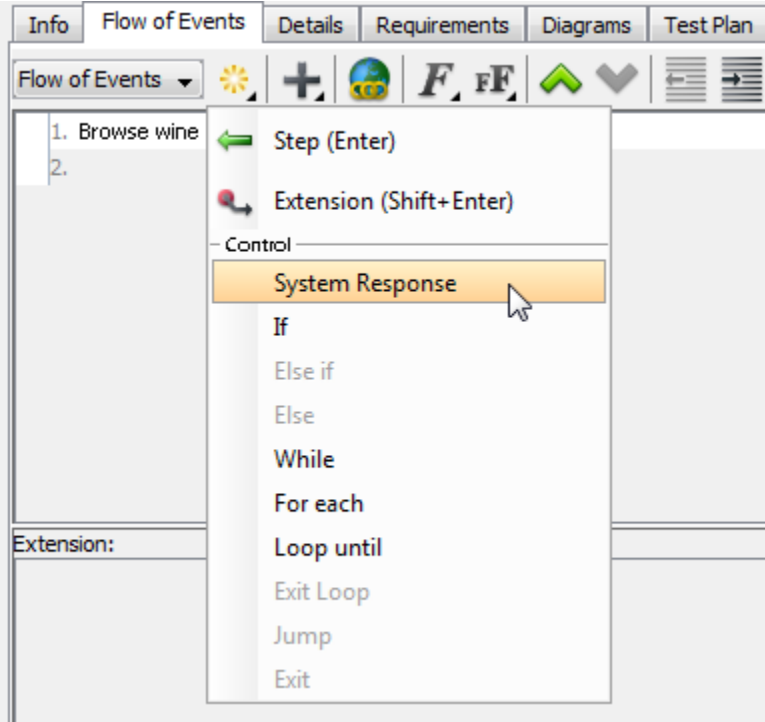 Info Flow of Events Details Requirements Diagrams Test Plan
Flow of Events F FF
1. Browse wine
2.
Step (Enter)
Extension (Shift+Enter)
Control
System Response
If
Else if
Else
While
For each
Loop until
Exit Loop
Jump
Exit
Extension: